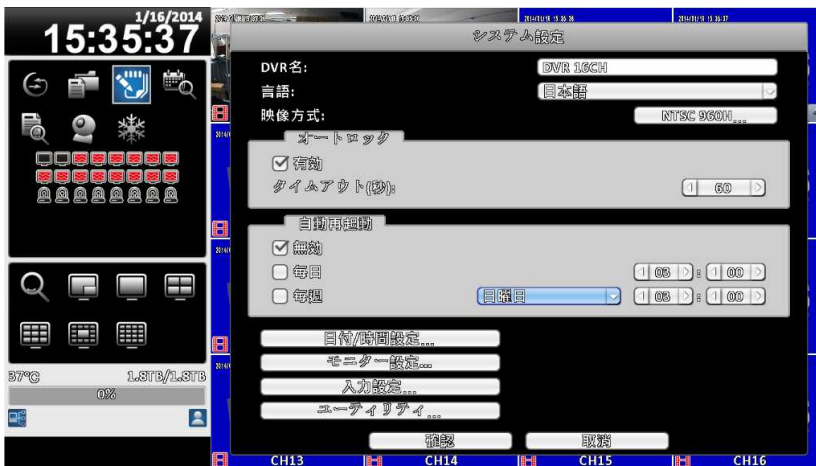 1/16/2014
15:35:37
システム設定
DVR名: DVR 16CH
言語: 日本語
映像方式: NTSC 960H...
オートロック
有効
タイムアウト(秒): 60
自動再起動
無効
毎日 03 : 00
毎週 日曜日 03 : 00
日付/時間設定...
モニター設定...
入力設定...
ユーティリティ...
確認 取消
37°C 1.8TB/1.8TB
0%
CH13 CH14 CH15 CH16